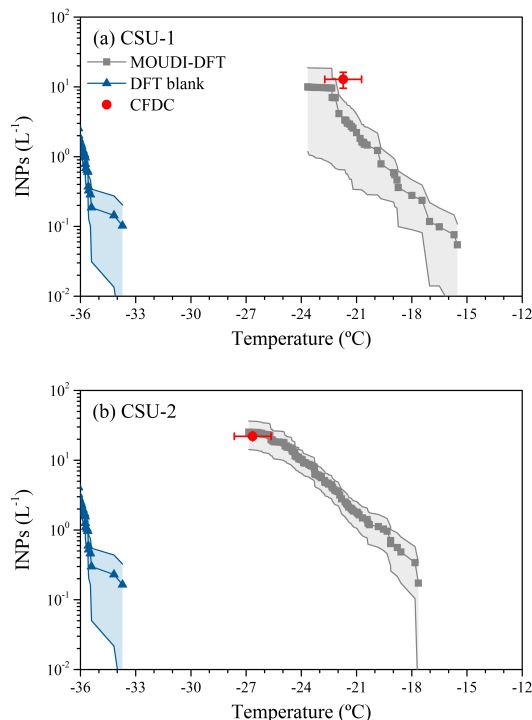 (a) CSU-1
MOUDI-DFT
DFT blank
CFDC
10²
10¹
10⁰
10⁻¹
10⁻²
INPs (L⁻¹)
-36 -33 -30 -27 -24 -21 -18 -15 -12
Temperature (ºC)
(b) CSU-2
10²
10¹
10⁰
10⁻¹
10⁻²
INPs (L⁻¹)
-36 -33 -30 -27 -24 -21 -18 -15 -12
Temperature (ºC)